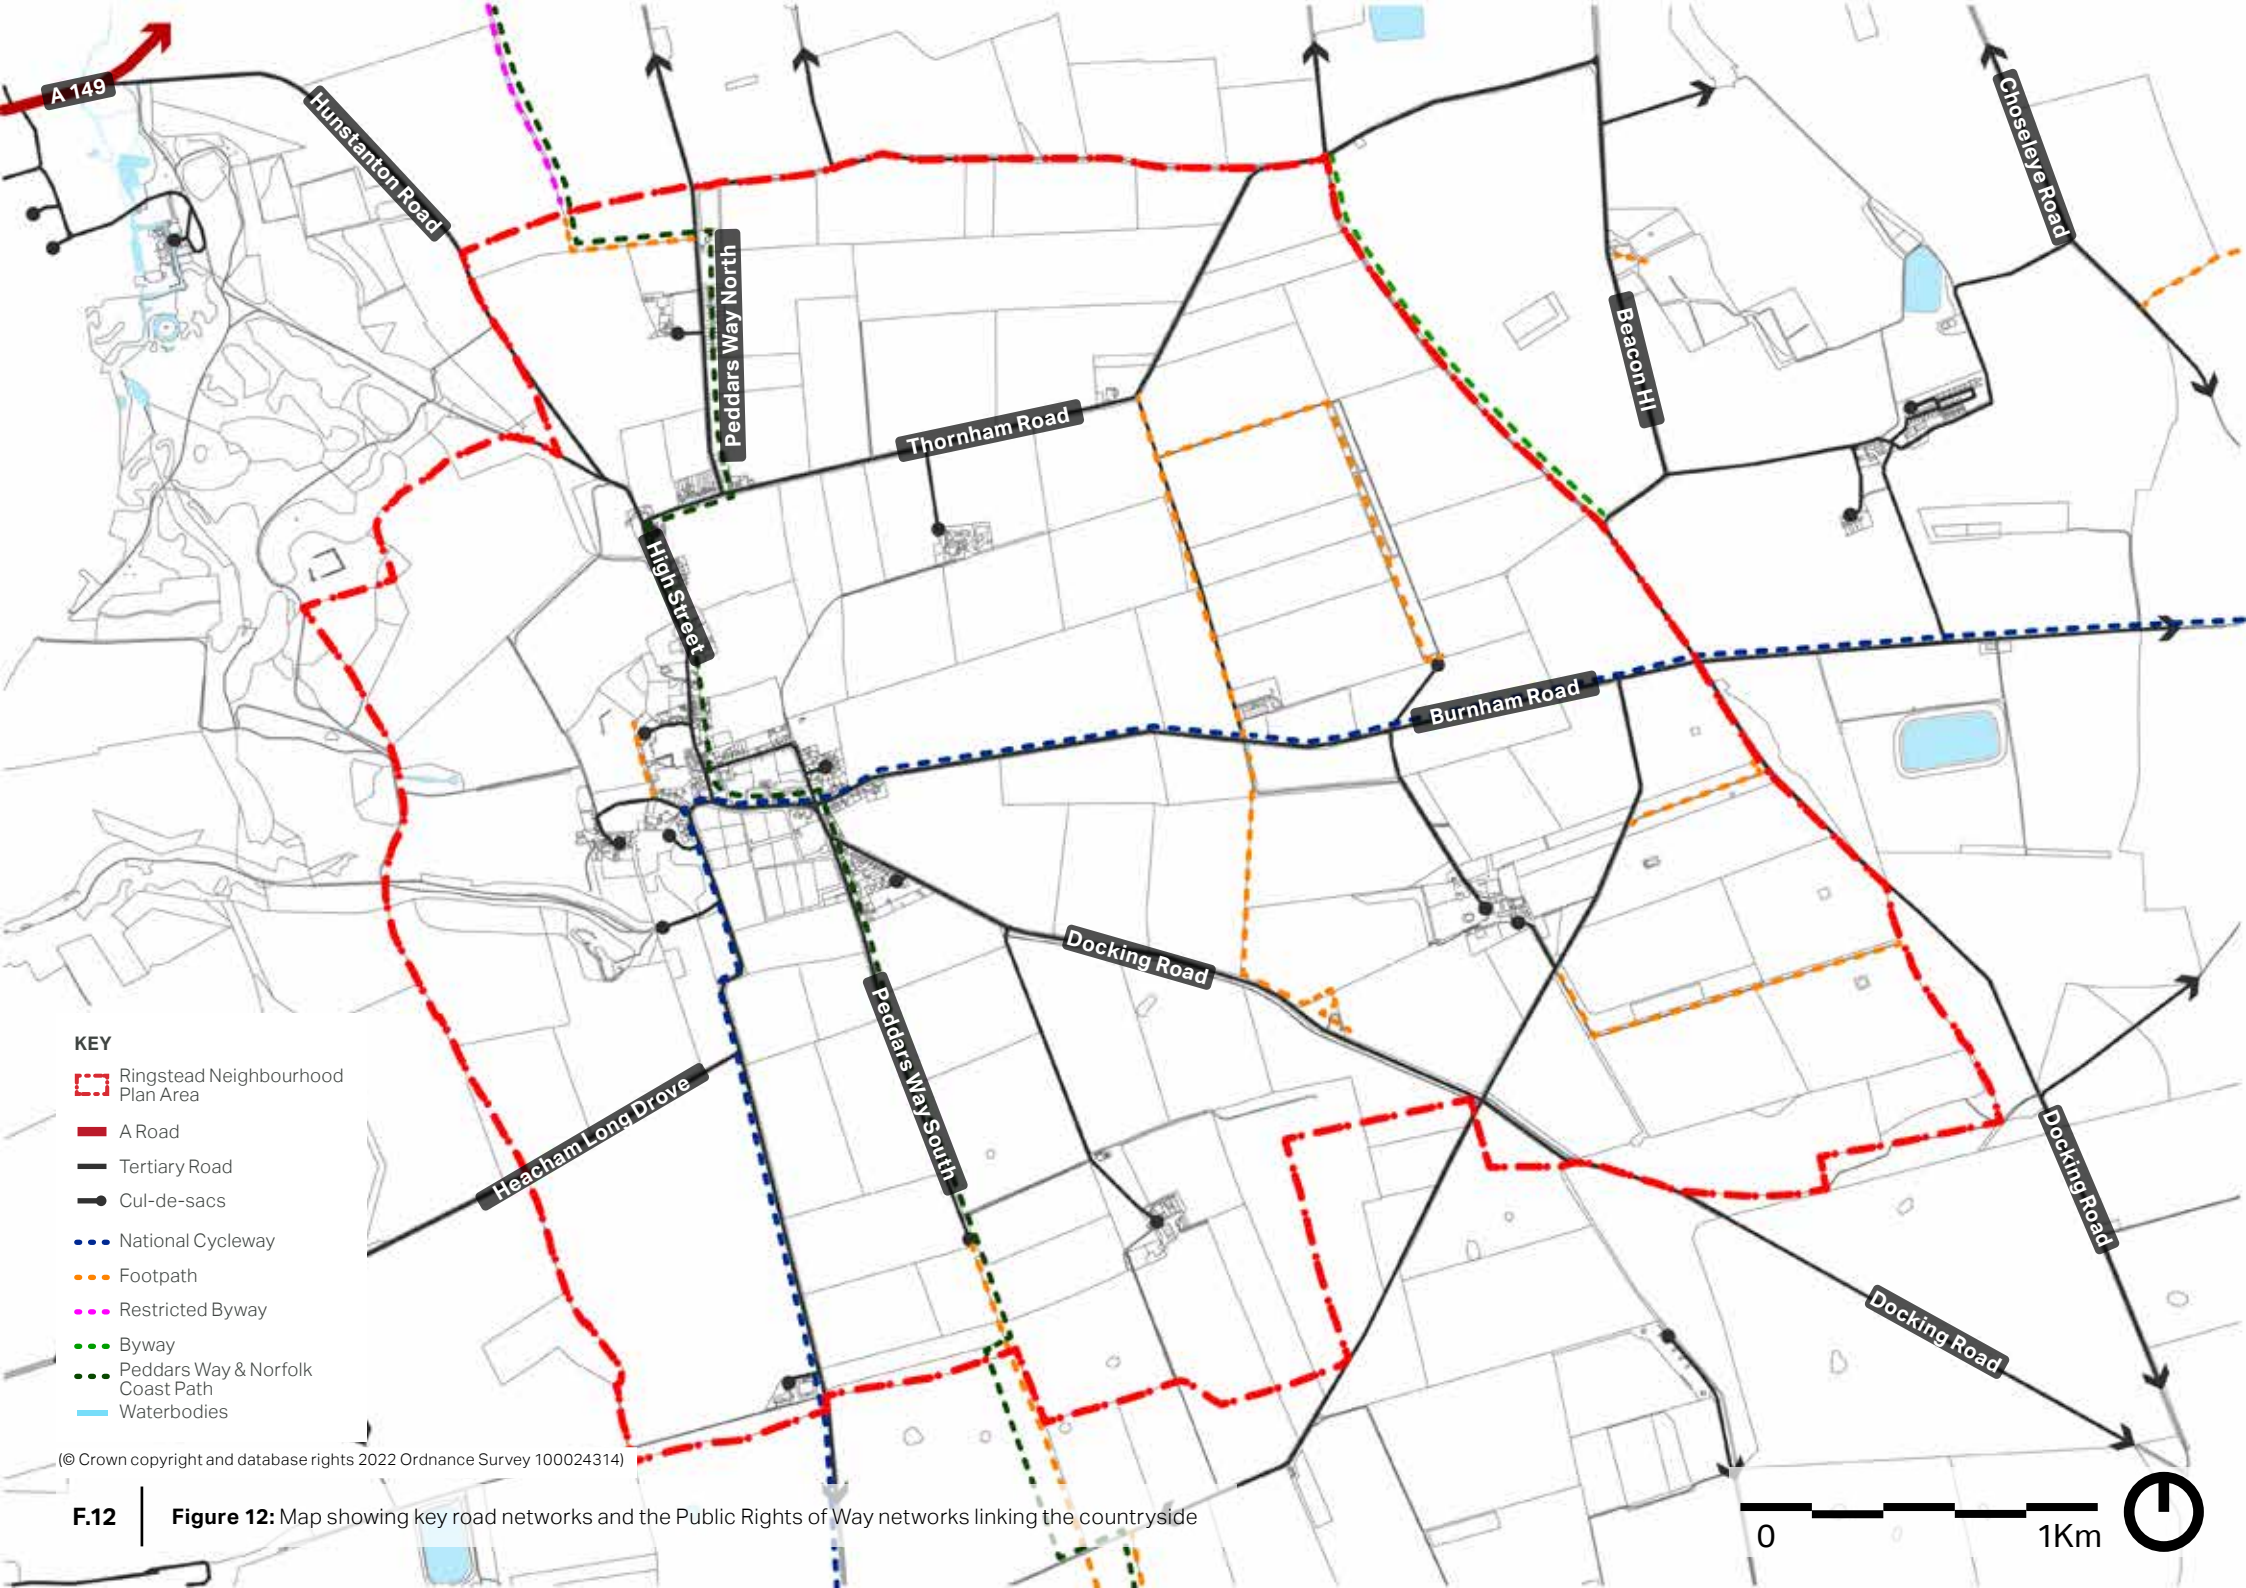 A 149
Hunstanton Road
Choseleye Road
Peddars Way North
Beacon Hl
Thornham Road
High Street
Burnham Road
Docking Road
Peddars Way South
Heacham Long Drove
Docking Road
Docking Road
KEY
Ringstead Neighbourhood
Plan Area
A Road
Tertiary Road
Cul-de-sacs
National Cycleway
Footpath
Restricted Byway
Byway
Peddars Way & Norfolk
Coast Path
Waterbodies
(© Crown copyright and database rights 2022 Ordnance Survey 100024314)
F.12
Figure 12: Map showing key road networks and the Public Rights of Way networks linking the countryside
0 1Km